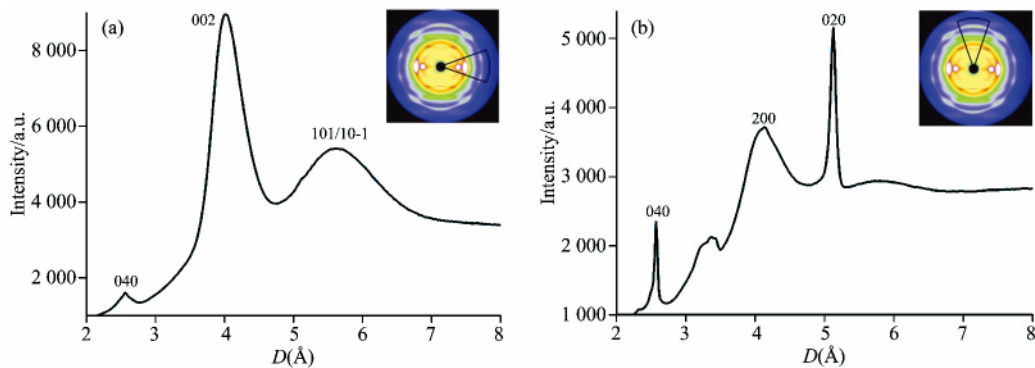 (a)
002
8 000
6 000
4 000
2 000
101/10-1
040
Intensity/a.u.
2 3 4 5 6 7 8
D(Å)
(b)
020
5 000
4 000
3 000
2 000
1 000
200
040
Intensity/a.u.
2 3 4 5 6 7 8
D(Å)